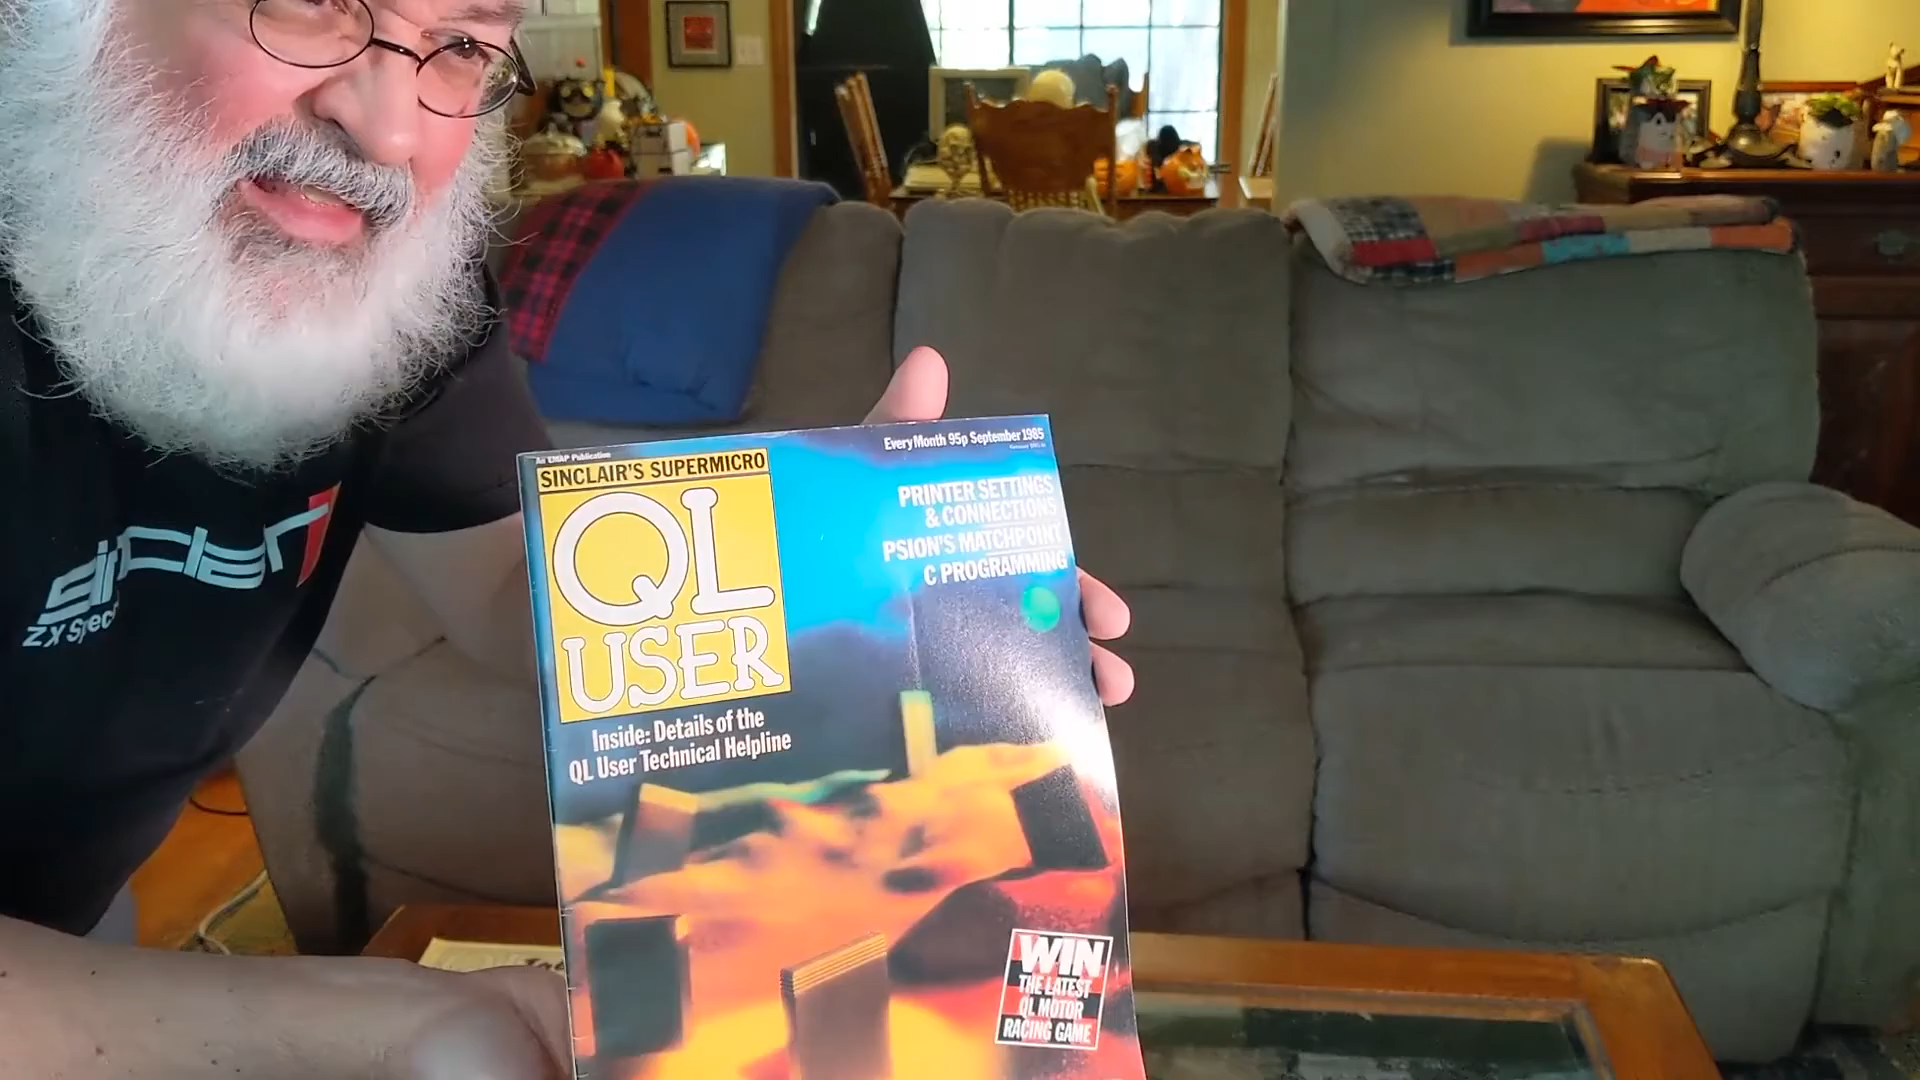 An EMAP Publication
Every Month 95p September 1985
SINCLAIR'S SUPERMICRO
QL
USER
PRINTER SETTINGS
& CONNECTIONS
PSION'S MATCHPOINT
C PROGRAMMING
Inside: Details of the
QL User Technical Helpline
WIN
THE LATEST
QL MOTOR
RACING GAME
sinclair
ZX Spec